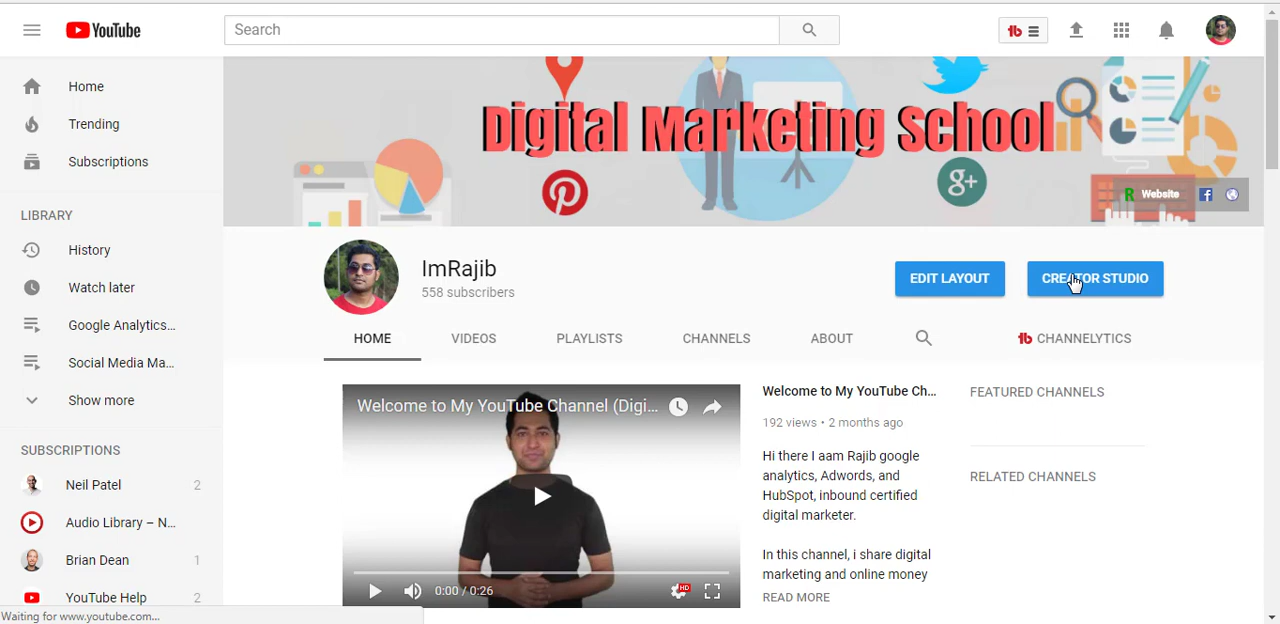 YouTube
Search
tb
Home
Trending
Subscriptions
LIBRARY
History
Watch later
Google Analytics...
Social Media Ma...
Show more
SUBSCRIPTIONS
Neil Patel 2
Audio Library – N...
Brian Dean 1
YouTube Help 2
Waiting for www.youtube.com...
Digital Marketing School
g+
R Website
ImRajib
558 subscribers
EDIT LAYOUT
CREATOR STUDIO
HOME VIDEOS PLAYLISTS CHANNELS ABOUT tb CHANNELYTICS
Welcome to My YouTube Channel (Digi...
0:00 / 0:26
HD
Welcome to My YouTube Ch...
192 views • 2 months ago
Hi there I aam Rajib google
analytics, Adwords, and
HubSpot, inbound certified
digital marketer.
In this channel, i share digital
marketing and online money
READ MORE
FEATURED CHANNELS
RELATED CHANNELS